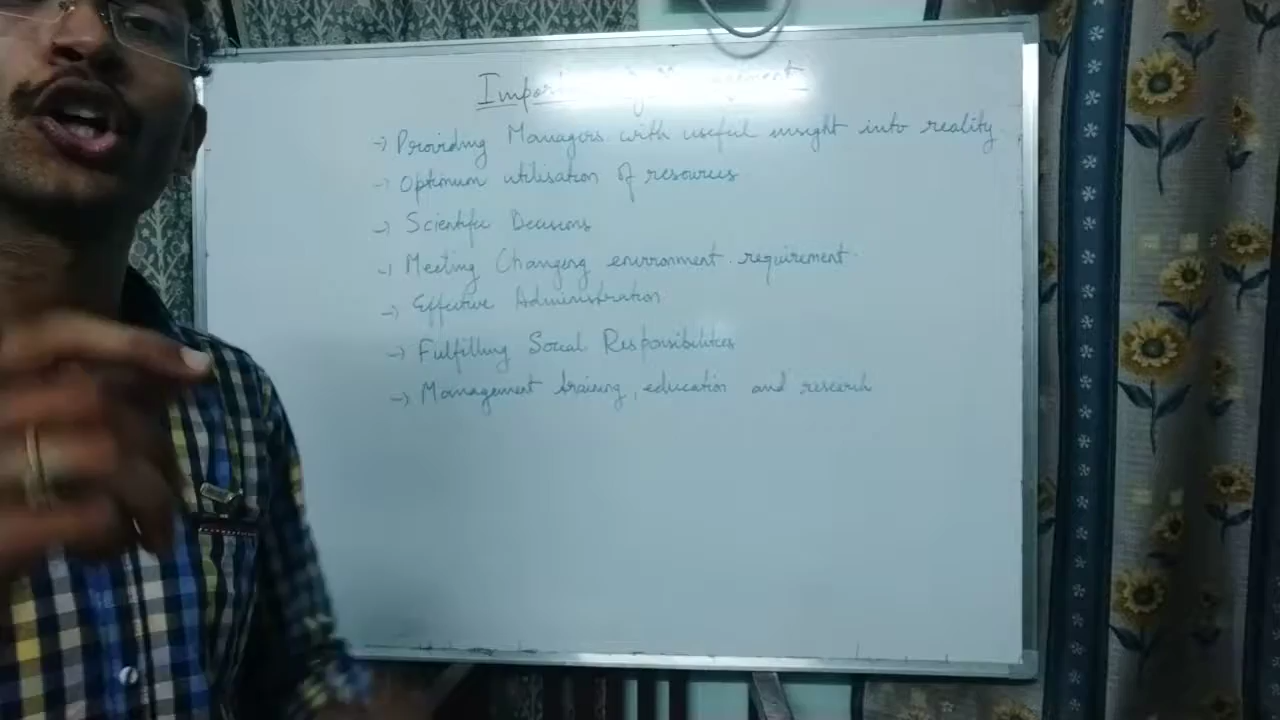 → Providing Managers with useful insight into reality
→ Optimum utilisation of resources
→ Scientific Decisions
→ Meeting Changing environment requirement
→ Effective Administration
→ Fulfilling Social Responsibilities
→ Management training, education and research